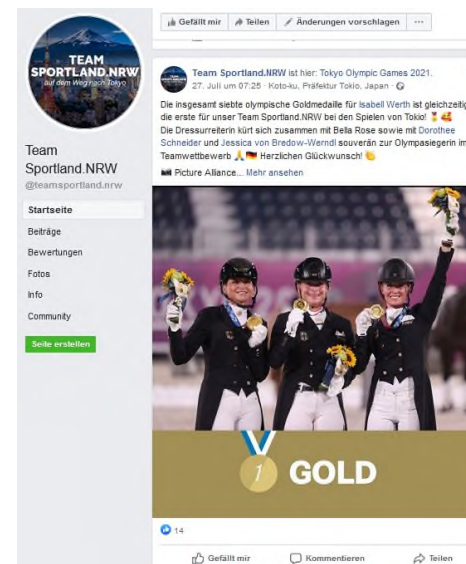 Gefällt mir Teilen Änderungen vorschlagen ...
TEAM
SPORTLAND.NRW
auf dem Weg nach Tokyo
Team
Sportland.NRW
@teamsportland.nrw
Startseite
Beiträge
Bewertungen
Fotos
Info
Community
Seite erstellen
Team Sportland.NRW ist hier: Tokyo Olympic Games 2021.
27. Juli um 07:25 · Koto-ku, Präfektur Tokio, Japan ·
Die insgesamt siebte olympische Goldmedaille für Isabell Werth ist gleichzeitig
die erste für unser Team Sportland.NRW bei den Spielen von Tokio!
Die Dressurreiterin kürt sich zusammen mit Bella Rose sowie mit Dorothee
Schneider und Jessica von Bredow-Werndl souverän zur Olympasiegerin im
Teamwettbewerb Herzlichen Glückwunsch!
Picture Alliance... Mehr ansehen
1 GOLD
14
Gefällt mir Kommentieren Teilen